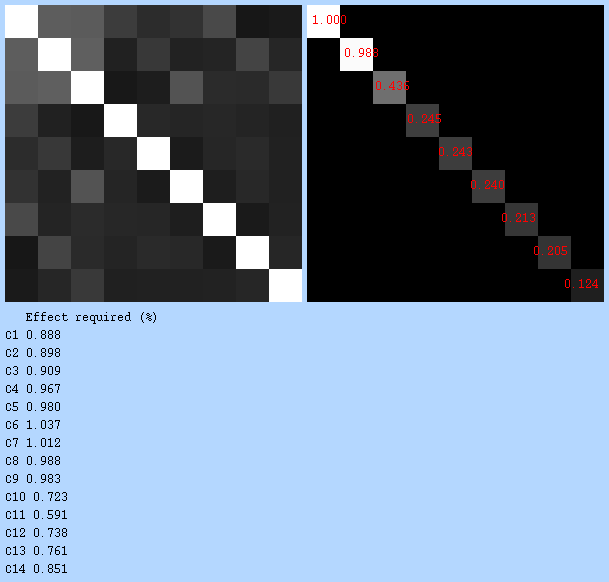 1.000
0.988
0.436
0.245
0.243
0.240
0.213
0.205
0.124
Effect required (%)
C1 0.888
C2 0.898
C3 0.909
C4 0.967
C5 0.980
C6 1.037
C7 1.012
C8 0.988
C9 0.983
C10 0.723
C11 0.591
C12 0.738
C13 0.761
C14 0.851